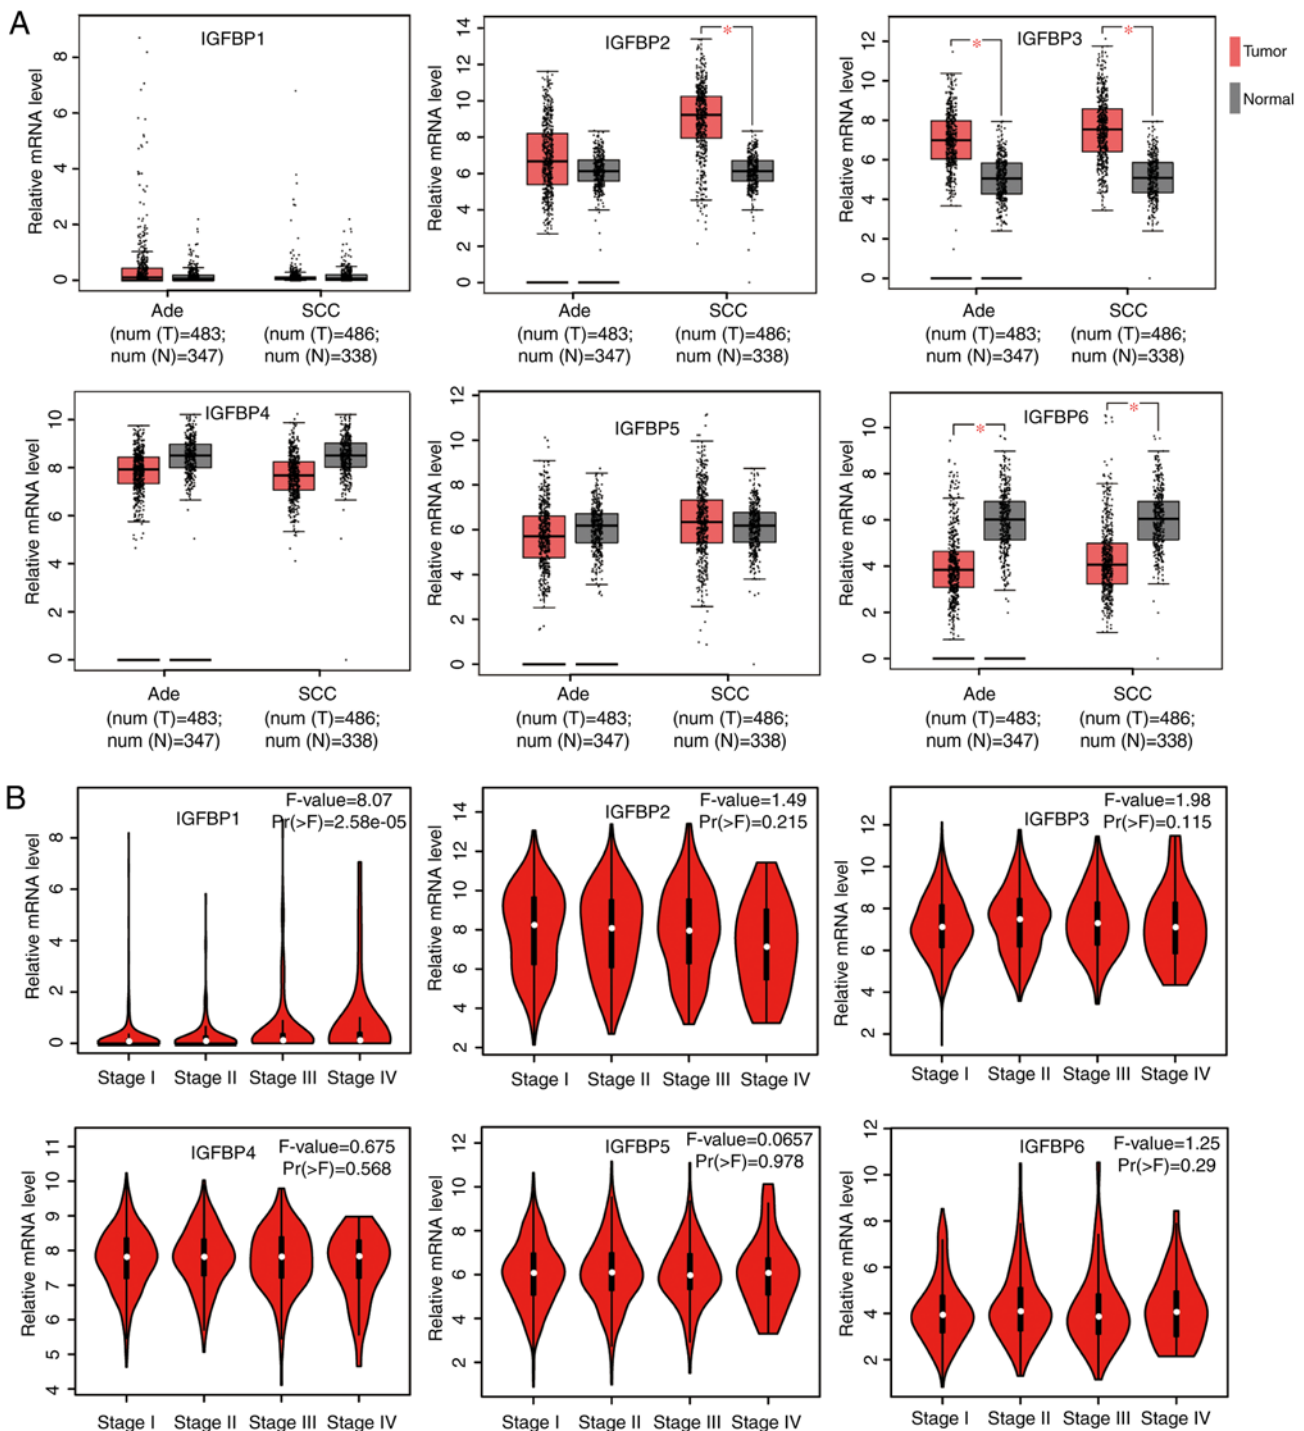 A
IGFBP1
Relative mRNA level
8
6
4
2
0
Ade
(num (T)=483;
num (N)=347)
SCC
(num (T)=486;
num (N)=338)
IGFBP2
*
Relative mRNA level
14
12
10
8
6
4
2
0
Ade
(num (T)=483;
num (N)=347)
SCC
(num (T)=486;
num (N)=338)
IGFBP3
*
*
Relative mRNA level
12
10
8
6
4
2
0
Ade
(num (T)=483;
num (N)=347)
SCC
(num (T)=486;
num (N)=338)
Tumor
Normal
IGFBP4
Relative mRNA level
10
8
6
4
2
0
Ade
(num (T)=483;
num (N)=347)
SCC
(num (T)=486;
num (N)=338)
IGFBP5
Relative mRNA level
12
10
8
6
4
2
0
Ade
(num (T)=483;
num (N)=347)
SCC
(num (T)=486;
num (N)=338)
IGFBP6
*
*
Relative mRNA level
10
8
6
4
2
0
Ade
(num (T)=483;
num (N)=347)
SCC
(num (T)=486;
num (N)=338)
B
IGFBP1
F-value=8.07
Pr(>F)=2.58e-05
Relative mRNA level
8
6
4
2
0
Stage I Stage II Stage III Stage IV
IGFBP2
F-value=1.49
Pr(>F)=0.215
Relative mRNA level
14
12
10
8
6
4
2
Stage I Stage II Stage III Stage IV
IGFBP3
F-value=1.98
Pr(>F)=0.115
Relative mRNA level
12
10
8
6
4
2
Stage I Stage II Stage III Stage IV
IGFBP4
F-value=0.675
Pr(>F)=0.568
Relative mRNA level
11
10
9
8
7
6
5
4
Stage I Stage II Stage III Stage IV
IGFBP5
F-value=0.0657
Pr(>F)=0.978
Relative mRNA level
12
10
8
6
4
2
Stage I Stage II Stage III Stage IV
IGFBP6
F-value=1.25
Pr(>F)=0.29
Relative mRNA level
12
10
8
6
4
2
Stage I Stage II Stage III Stage IV